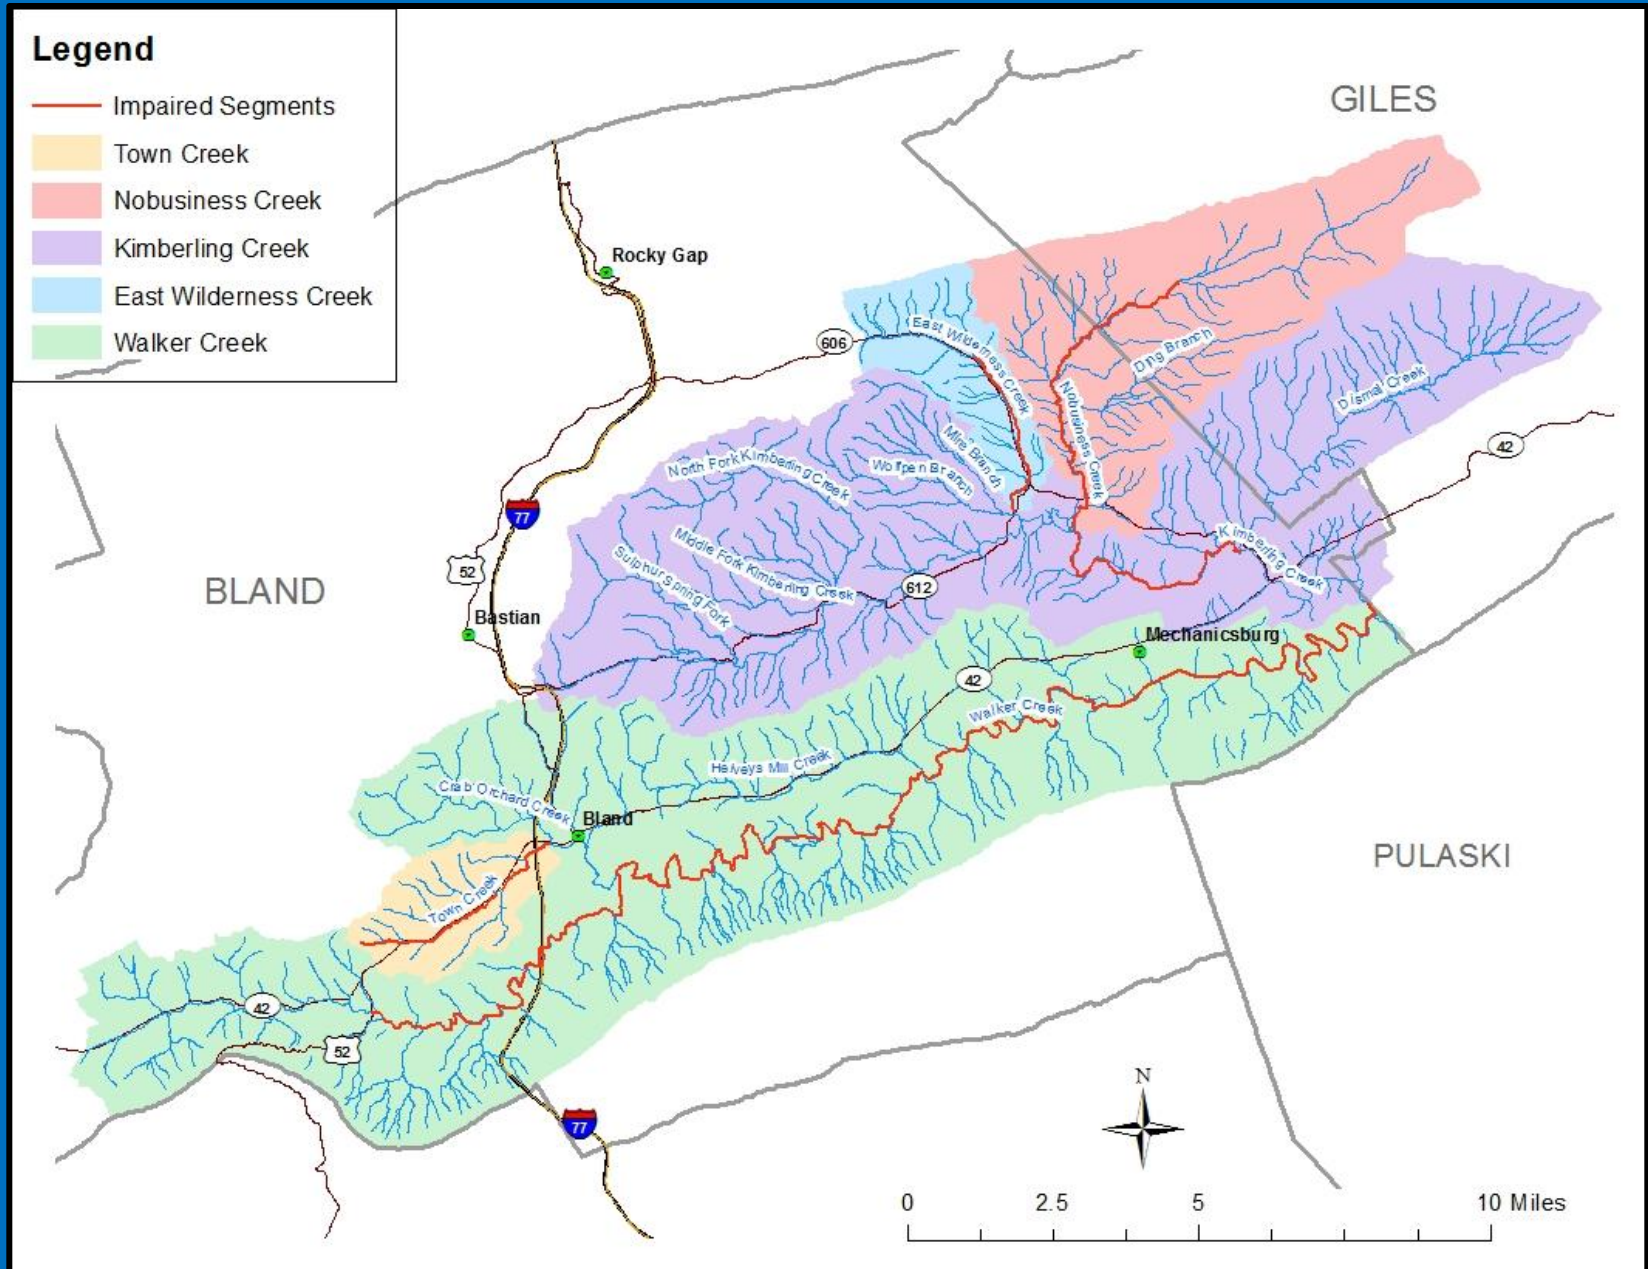 Legend
Impaired Segments
Town Creek
Nobusiness Creek
Kimberling Creek
East Wilderness Creek
Walker Creek
GILES
Rocky Gap
606
East Wilderness Creek
Ding Branch
Nobusiness Creek
Dismal Creek
42
Mire Branch
North Fork Kimberling Creek
Wolfpen Branch
77
Kimberling Creek
Middle Fork Kimberling Creek
Sulphur Spring Fork
52
612
BLAND
Bastian
Mechanicsburg
42
Walker Creek
Helveys Mill Creek
Crab Orchard Creek
Bland
PULASKI
Town Creek
42
52
N
77
0 2.5 5 10 Miles